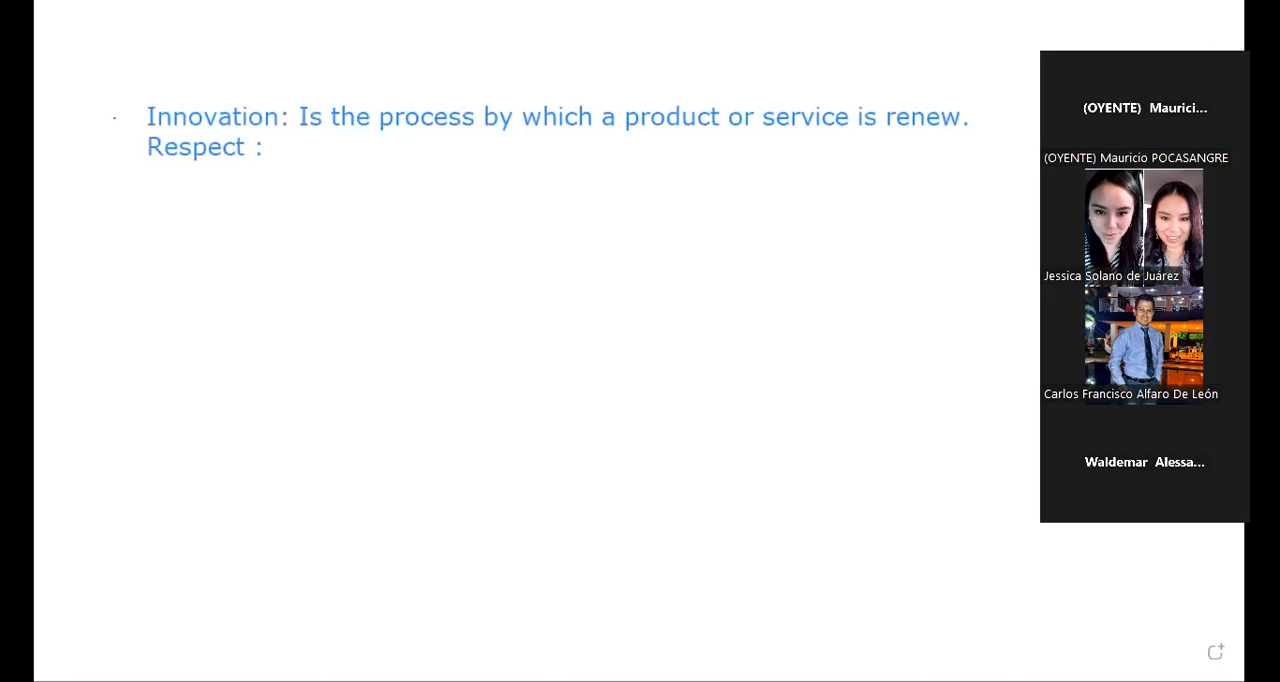 Innovation: Is the process by which a product or service is renew.
Respect :
(OYENTE) Maurici...
(OYENTE) Mauricio POCASANGRE
Jessica Solano de Juárez
Carlos Francisco Alfaro De León
Waldemar Alessa...